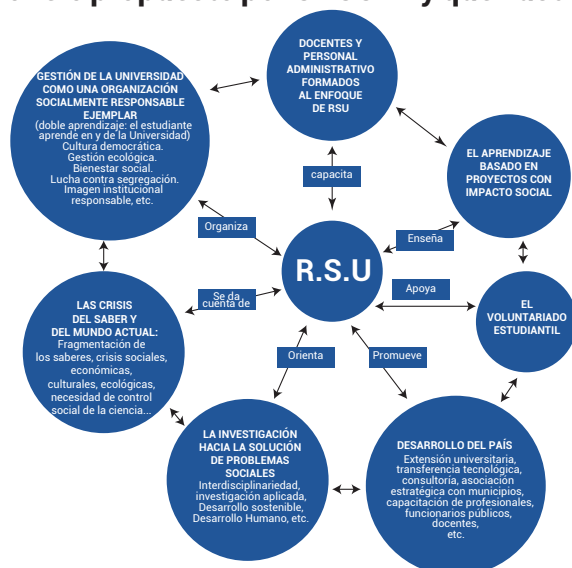 DOCENTES Y
PERSONAL
ADMINISTRATIVO
FORMADOS
AL ENFOQUE
DE RSU
GESTIÓN DE LA UNIVERSIDAD
COMO UNA ORGANIZACIÓN
SOCIALMENTE RESPONSABLE
EJEMPLAR
(doble aprendizaje: el estudiante
aprende en y de la Universidad)
Cultura democrática.
Gestión ecológica.
Bienestar social.
Lucha contra segregación.
Imagen institucional
responsable, etc.
EL APRENDIZAJE
BASADO EN
PROYECTOS CON
IMPACTO SOCIAL
capacita
Organiza
Enseña
R.S.U
Se da
cuenta de
Apoya
EL
VOLUNTARIADO
ESTUDIANTIL
LAS CRISIS
DEL SABER Y
DEL MUNDO ACTUAL:
Fragmentación de
los saberes, crisis sociales,
económicas,
culturales, ecológicas,
necesidad de control
social de la ciencia...
Orienta
Promueve
LA INVESTIGACIÓN
HACIA LA SOLUCIÓN
DE PROBLEMAS
SOCIALES
Interdisciplinariedad,
investigación aplicada,
Desarrollo sostenible,
Desarrollo Humano, etc.
DESARROLLO DEL PAÍS
Extensión universitaria,
transferencia tecnológica,
consultoría, asociación
estratégica con municipios,
capacitación de profesionales,
funcionarios públicos,
docentes,
etc.